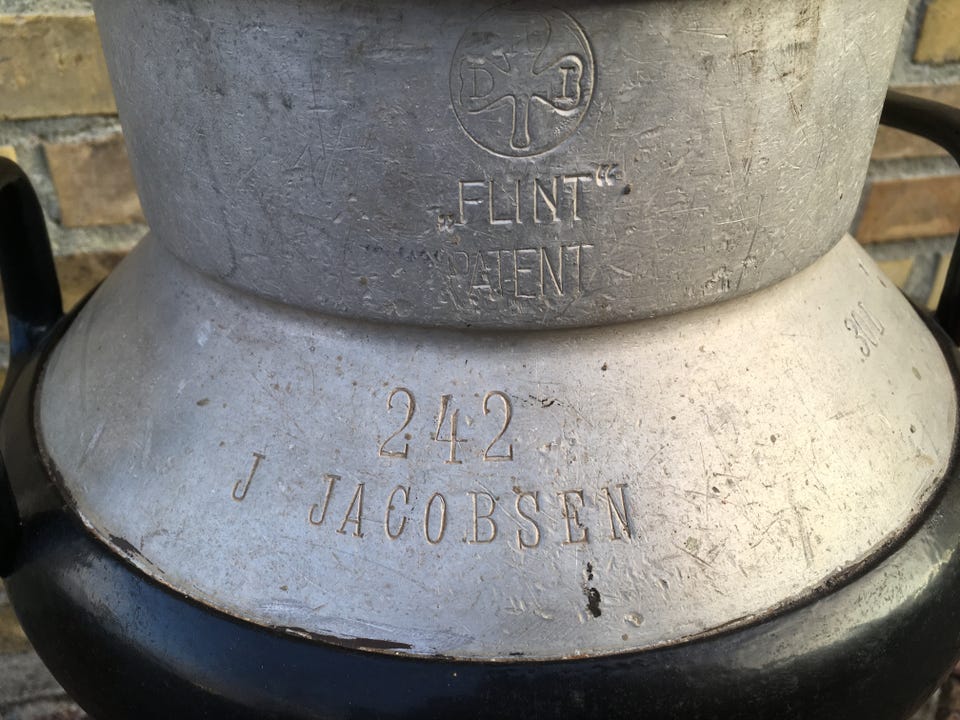 D I
„FLINT“
PATENT
242
J JACOBSEN